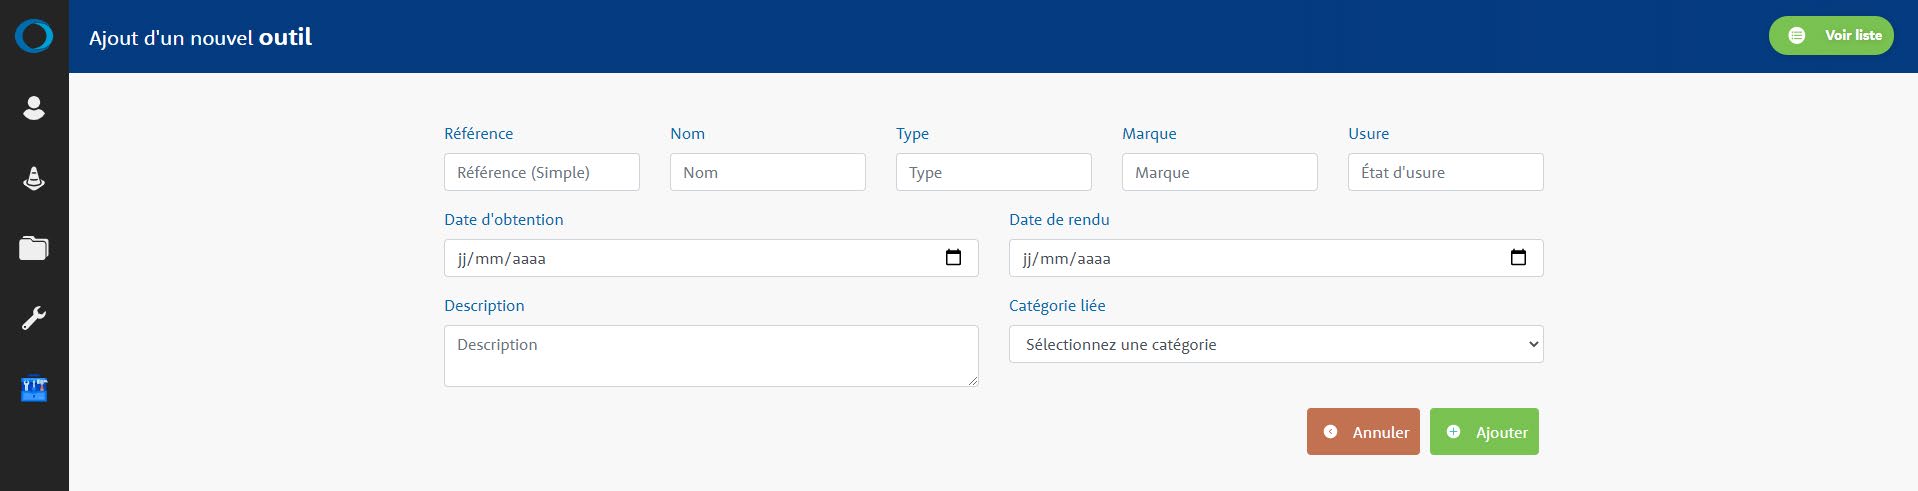 Ajout d'un nouvel outil
Voir liste
Référence Nom Type Marque Usure
Référence (Simple) Nom Type Marque État d'usure
Date d'obtention Date de rendu
jj/mm/aaaa jj/mm/aaaa
Description Catégorie liée
Description Sélectionnez une catégorie
Annuler Ajouter